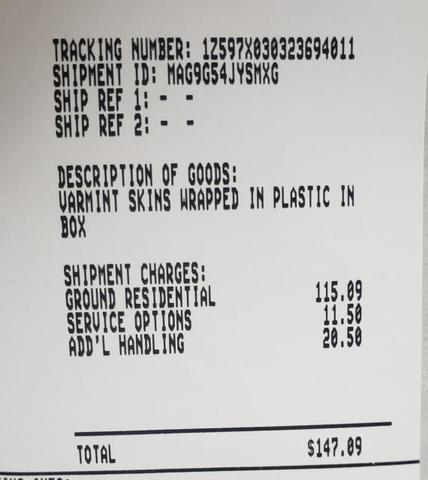 TRACKING NUMBER: 1Z597X030323694011
SHIPMENT ID: MAG9G54JYSMXG
SHIP REF 1: - -
SHIP REF 2: - -
DESCRIPTION OF GOODS:
VARMINT SKINS WRAPPED IN PLASTIC IN
BOX
SHIPMENT CHARGES:
GROUND RESIDENTIAL 115.09
SERVICE OPTIONS 11.50
ADD'L HANDLING 20.50
TOTAL $147.09